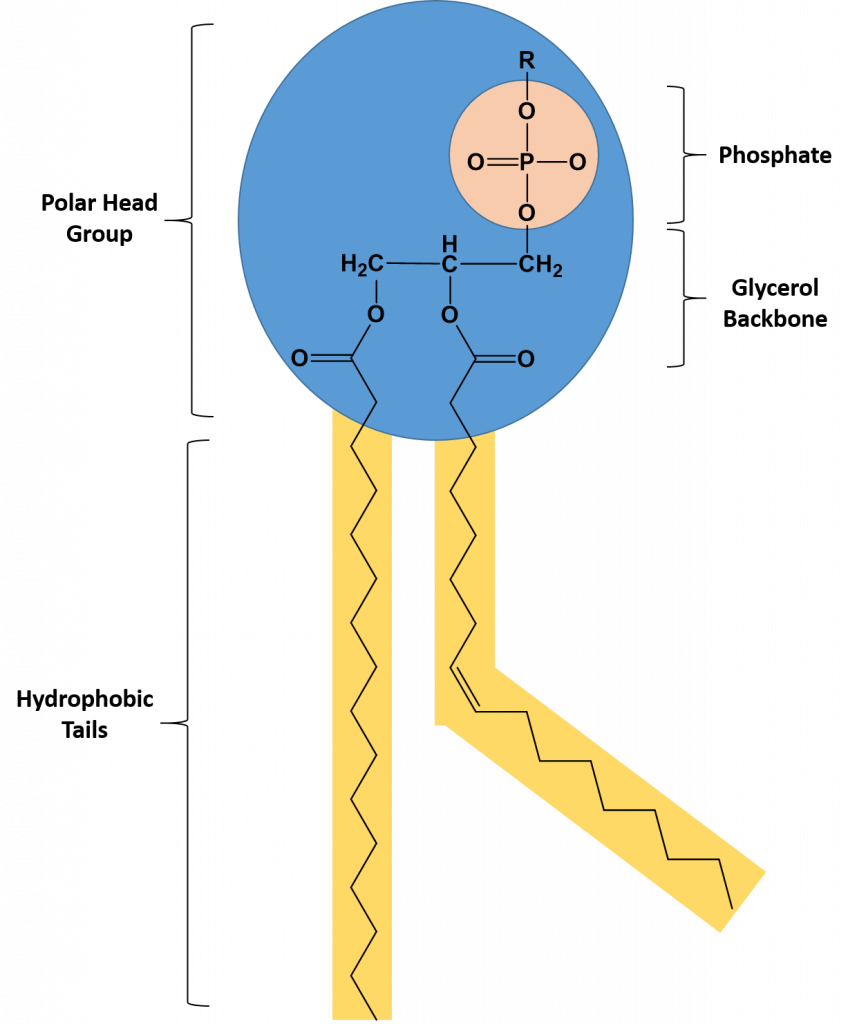 R
O
O=P—O
O
Phosphate
Polar Head
Group
H
H₂C C CH₂
Glycerol
Backbone
O O
O O
Hydrophobic
Tails